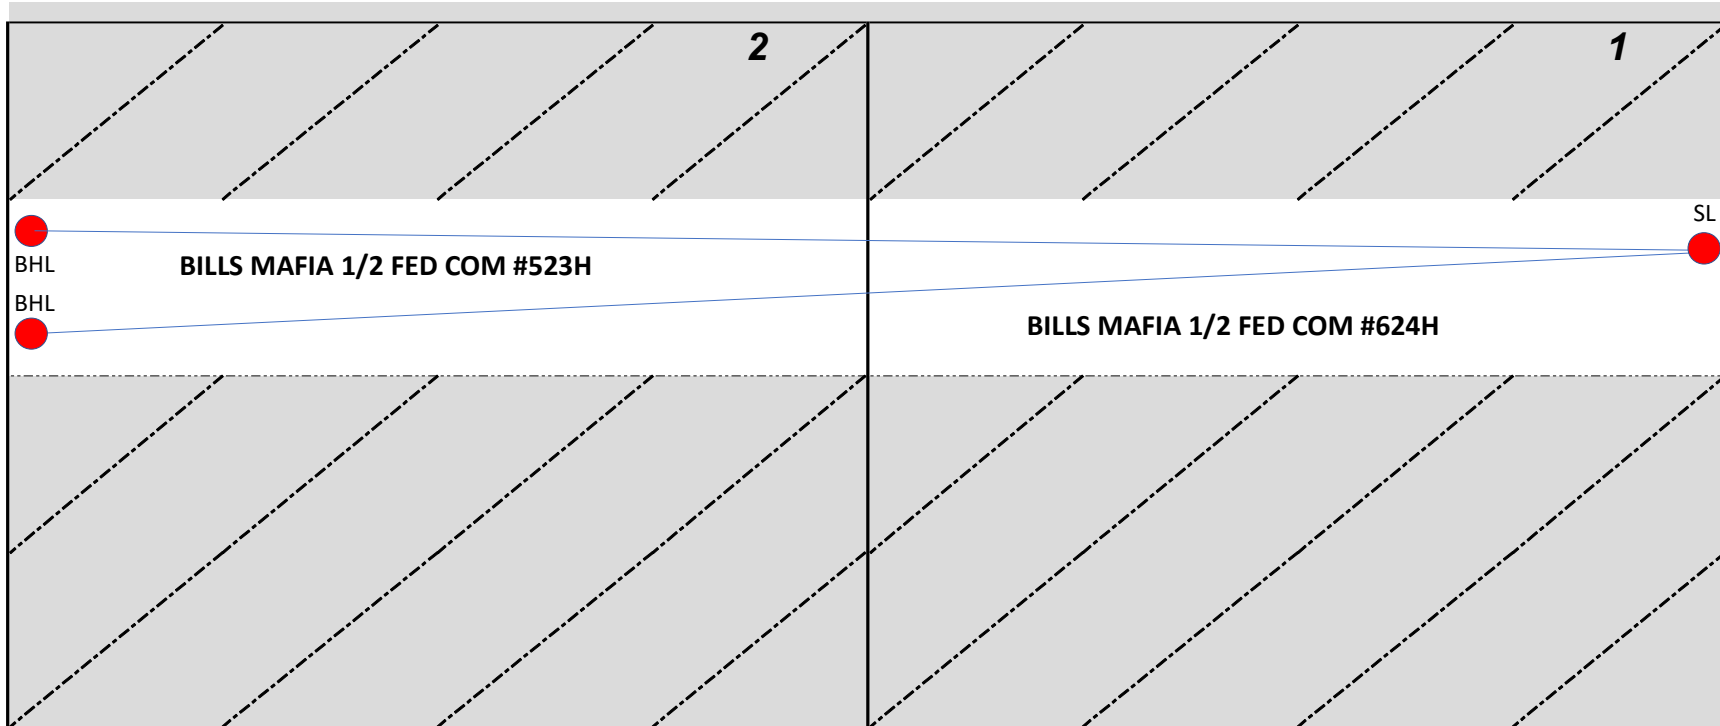 2
1
SL
BHL
BILLS MAFIA 1/2 FED COM #523H
BHL
BILLS MAFIA 1/2 FED COM #624H